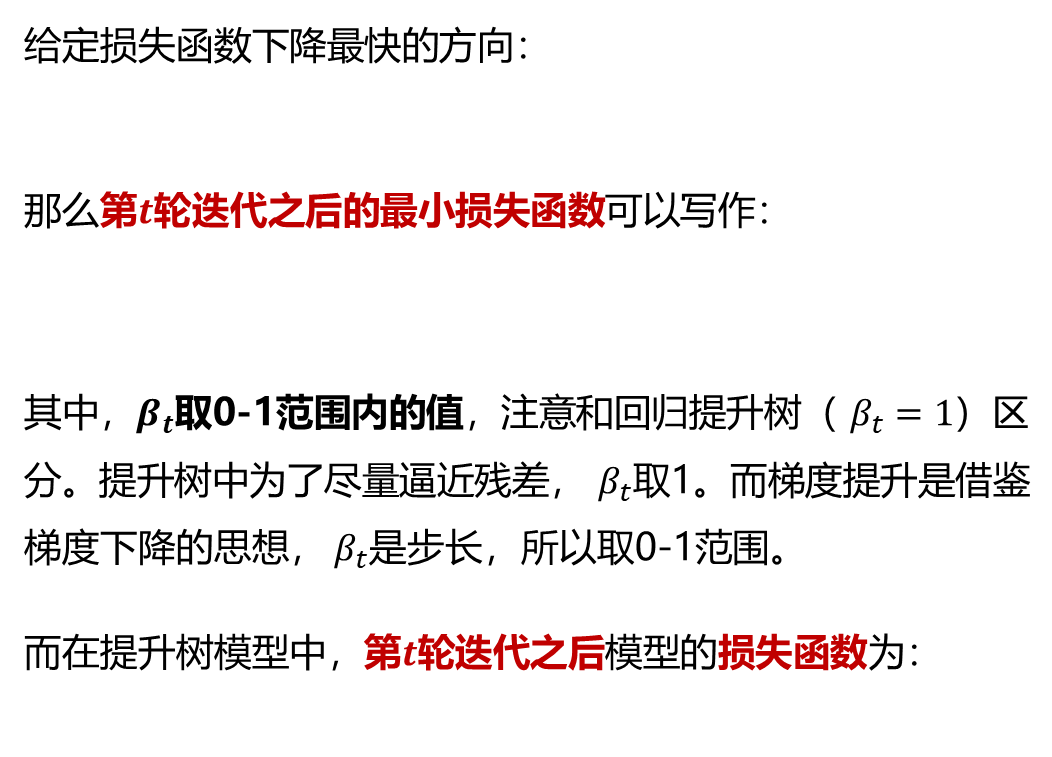 给定损失函数下降最快的方向：
那么第t轮迭代之后的最小损失函数可以写作：
其中，βt取0-1范围内的值，注意和回归提升树（ βt = 1）区
分。提升树中为了尽量逼近残差， βt取1。而梯度提升是借鉴
梯度下降的思想， βt是步长，所以取0-1范围。
而在提升树模型中，第t轮迭代之后模型的损失函数为：